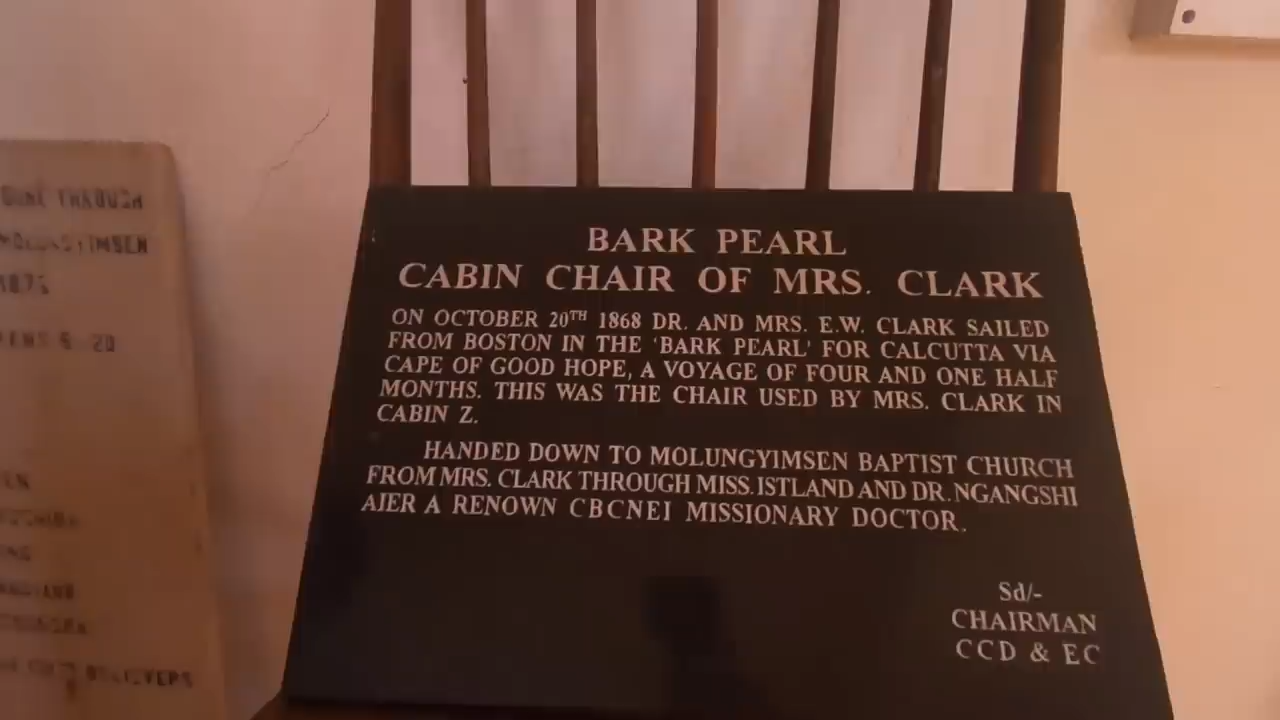 BARK PEARL
CABIN CHAIR OF MRS. CLARK
ON OCTOBER 20TH 1868 DR. AND MRS. E.W. CLARK SAILED
FROM BOSTON IN THE 'BARK PEARL' FOR CALCUTTA VIA
CAPE OF GOOD HOPE, A VOYAGE OF FOUR AND ONE HALF
MONTHS. THIS WAS THE CHAIR USED BY MRS. CLARK IN
CABIN Z.
HANDED DOWN TO MOLUNGYIMSEN BAPTIST CHURCH
FROM MRS. CLARK THROUGH MISS.ISTLAND AND DR.NGANGSHI
AIER A RENOWN CBCNEI MISSIONARY DOCTOR.
Sd/-
CHAIRMAN
CCD & EC
THROUGH
20
BELIEVERS